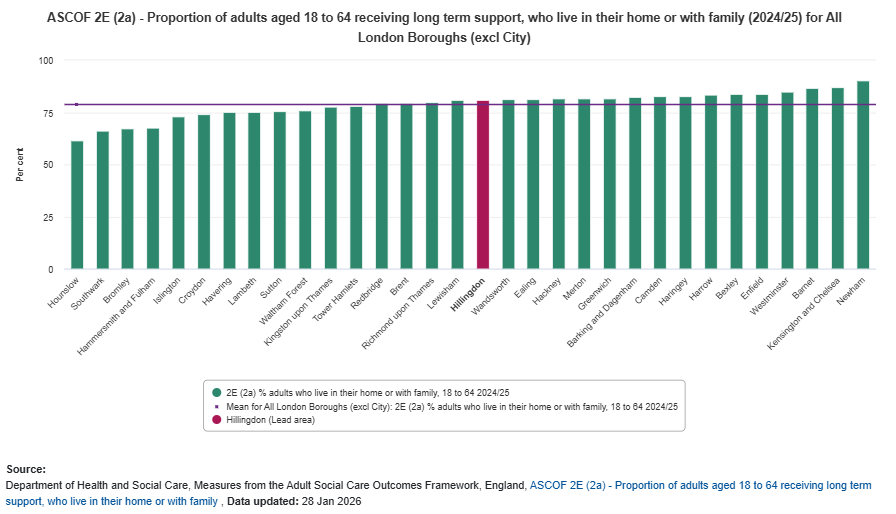 ASCOF 2E (2a) - Proportion of adults aged 18 to 64 receiving long term support, who live in their home or with family (2024/25) for All
London Boroughs (excl City)
100
75
50
25
0
Per cent
Hounslow
Southwark
Bromley
Hammersmith and Fulham
Islington
Croydon
Havering
Lambeth
Sutton
Waltham Forest
Kingston upon Thames
Tower Hamlets
Redbridge
Brent
Richmond upon Thames
Lewisham
Hillingdon
Wandsworth
Ealing
Hackney
Merton
Greenwich
Barking and Dagenham
Camden
Haringey
Harrow
Bexley
Enfield
Westminster
Barnet
Kensington and Chelsea
Newham
2E (2a) % adults who live in their home or with family, 18 to 64 2024/25
Mean for All London Boroughs (excl City): 2E (2a) % adults who live in their home or with family, 18 to 64 2024/25
Hillingdon (Lead area)
Source:
Department of Health and Social Care, Measures from the Adult Social Care Outcomes Framework, England, ASCOF 2E (2a) - Proportion of adults aged 18 to 64 receiving long term
support, who live in their home or with family , Data updated: 28 Jan 2026